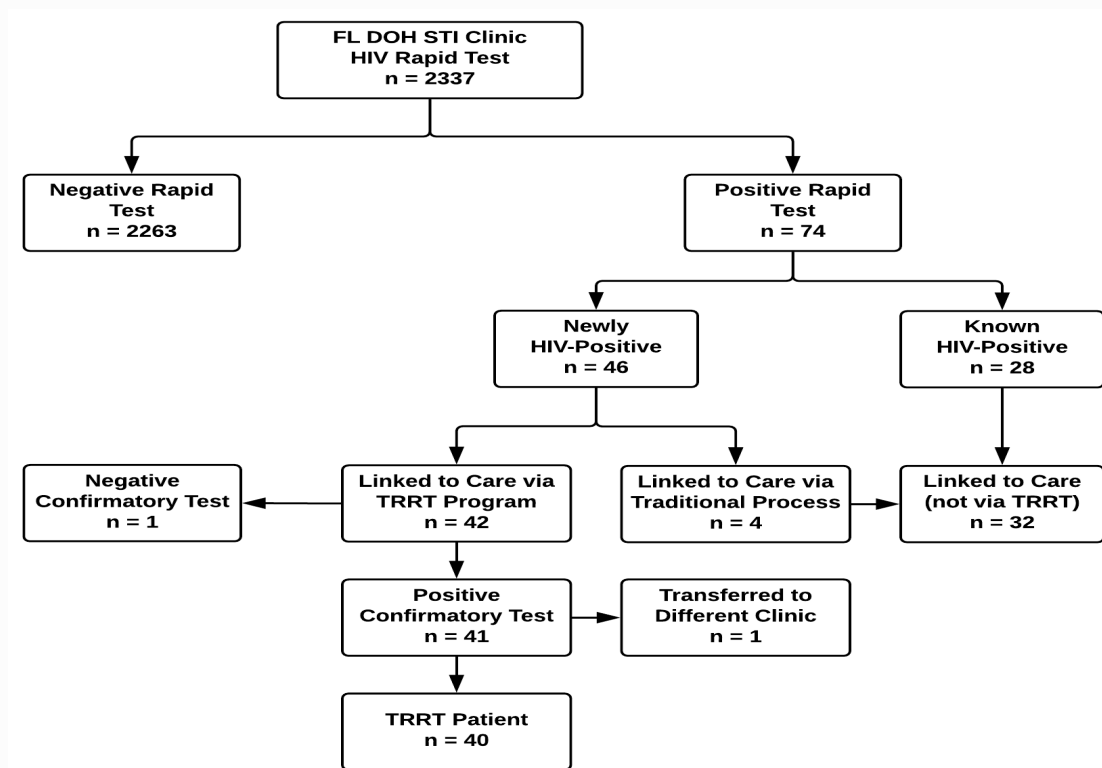 FL DOH STI Clinic
HIV Rapid Test
n = 2337
Negative Rapid
Test
n = 2263
Positive Rapid
Test
n = 74
Newly
HIV-Positive
n = 46
Known
HIV-Positive
n = 28
Negative
Confirmatory Test
n = 1
Linked to Care via
TRRT Program
n = 42
Linked to Care via
Traditional Process
n = 4
Linked to Care
(not via TRRT)
n = 32
Positive
Confirmatory Test
n = 41
Transferred to
Different Clinic
n = 1
TRRT Patient
n = 40